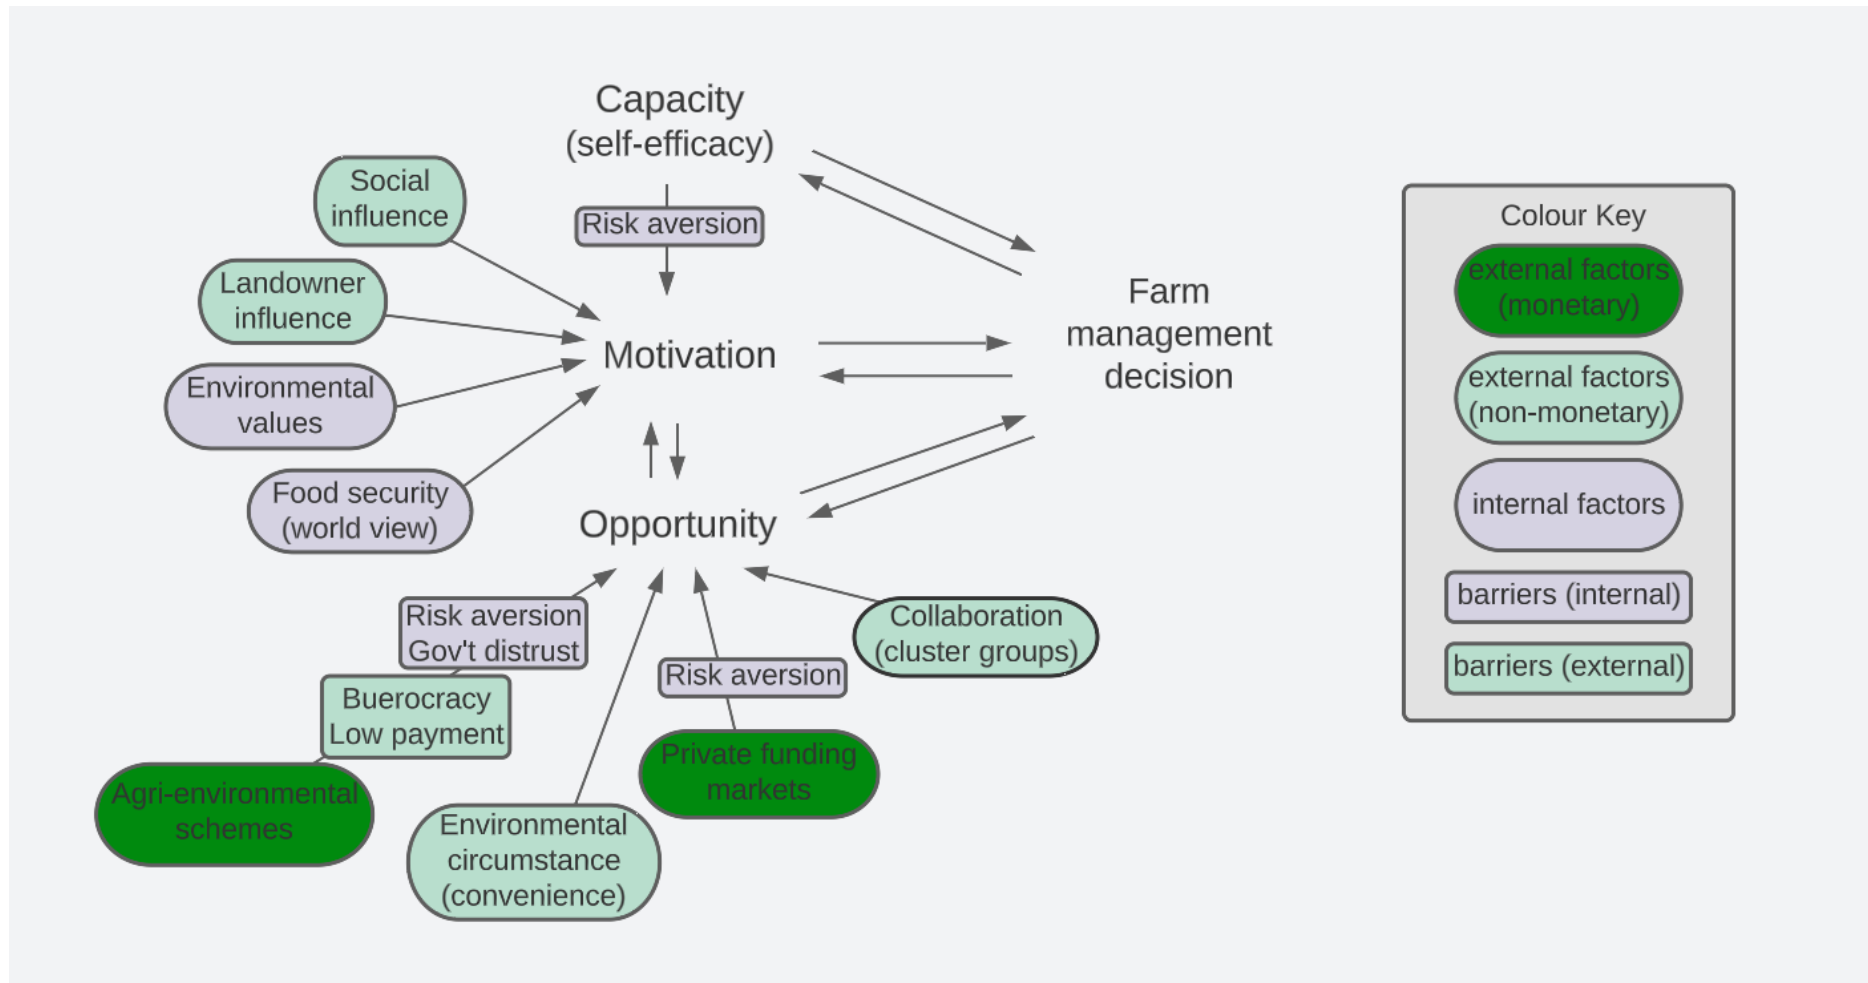 Capacity
(self-efficacy)
Social
influence
Risk aversion
Landowner
influence
Motivation
Environmental
values
Food security
(world view)
Farm
management
decision
Opportunity
Risk aversion
Gov't distrust
Buerocracy
Low payment
Agri-environmental
schemes
Environmental
circumstance
(convenience)
Risk aversion
Private funding
markets
Collaboration
(cluster groups)
Colour Key
external factors
(monetary)
external factors
(non-monetary)
internal factors
barriers (internal)
barriers (external)